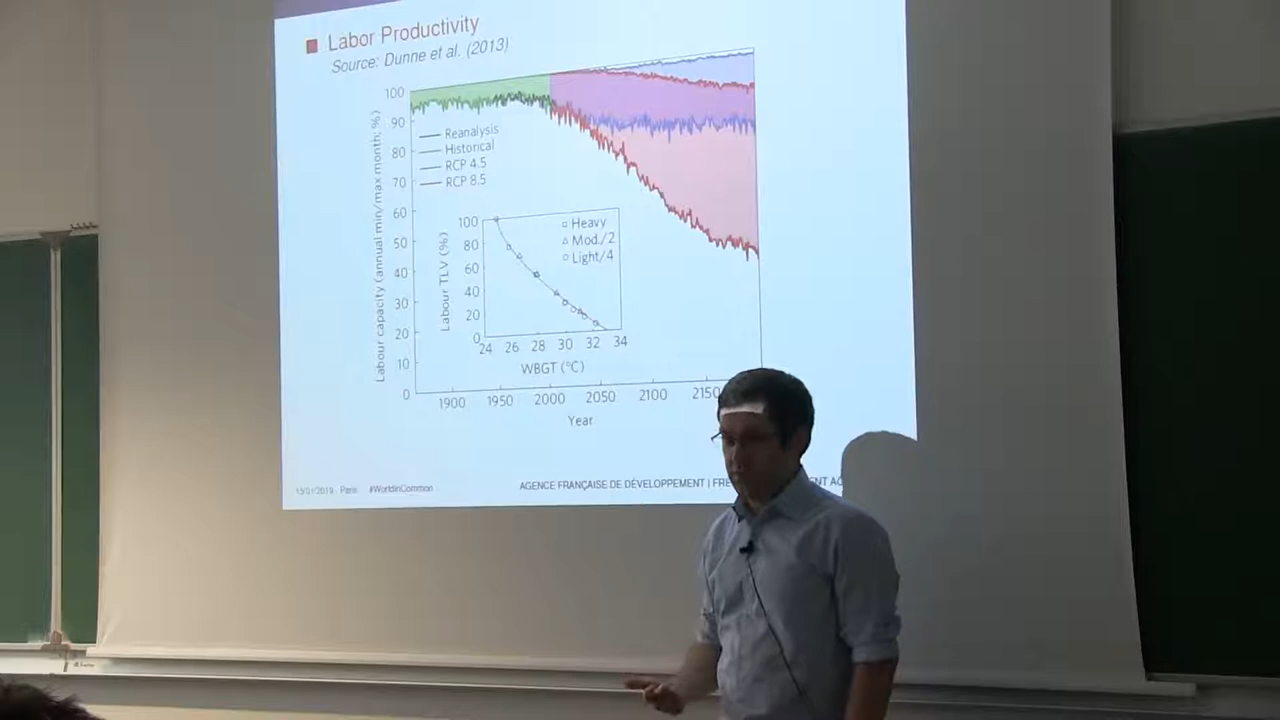 Labor Productivity
Source: Dunne et al. (2013)
Labour capacity (annual min/max month; %)
100
90
80
70
60
50
40
30
20
10
0
Reanalysis
Historical
RCP 4.5
RCP 8.5
Labour TLV (%)
100
80
60
40
20
0
Heavy
Mod./2
Light/4
24 26 28 30 32 34
WBGT (°C)
1900 1950 2000 2050 2100 2150
Year
15/01/2019 Paris #WorldInCommon
AGENCE FRANÇAISE DE DÉVELOPPEMENT |